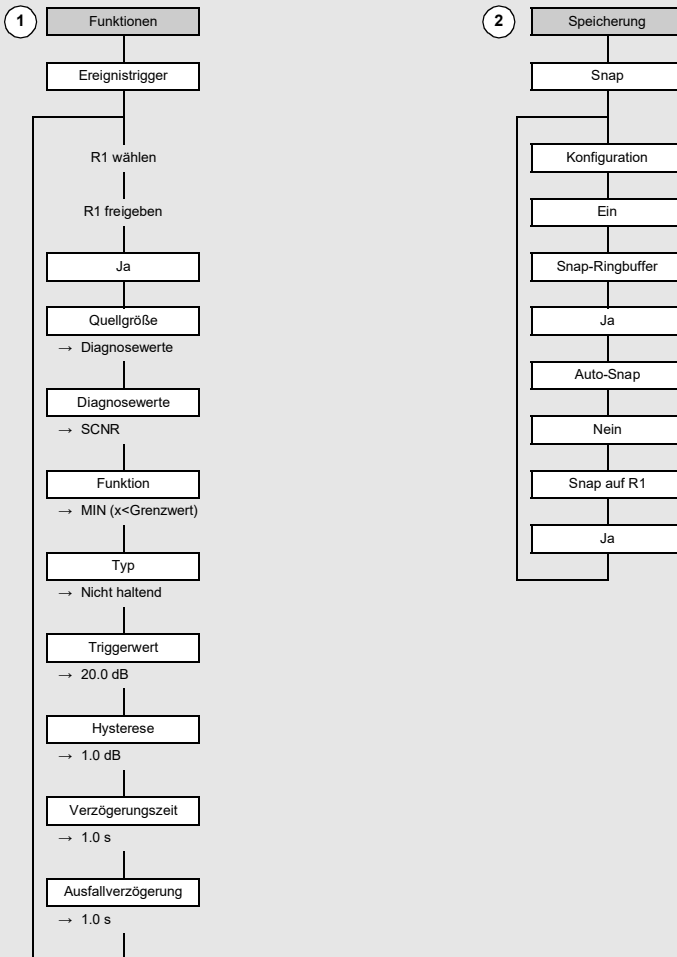 1
Funktionen
Ereignistrigger
R1 wählen
R1 freigeben
Ja
Quellgröße
→ Diagnosewerte
Diagnosewerte
→ SCNR
Funktion
→ MIN (x<Grenzwert)
Typ
→ Nicht haltend
Triggerwert
→ 20.0 dB
Hysterese
→ 1.0 dB
Verzögerungszeit
→ 1.0 s
Ausfallverzögerung
→ 1.0 s
2
Speicherung
Snap
Konfiguration
Ein
Snap-Ringbuffer
Ja
Auto-Snap
Nein
Snap auf R1
Ja